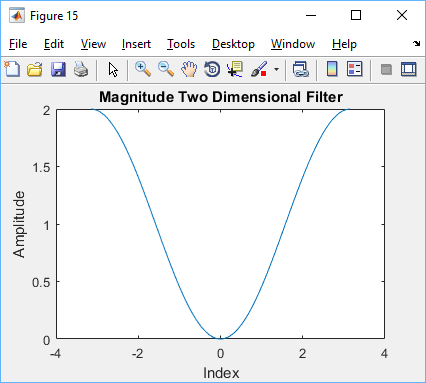 Figure 15
File Edit View Insert Tools Desktop Window Help
Magnitude Two Dimensional Filter
2
1.5
1
0.5
0
Amplitude
-4 -2 0 2 4
Index